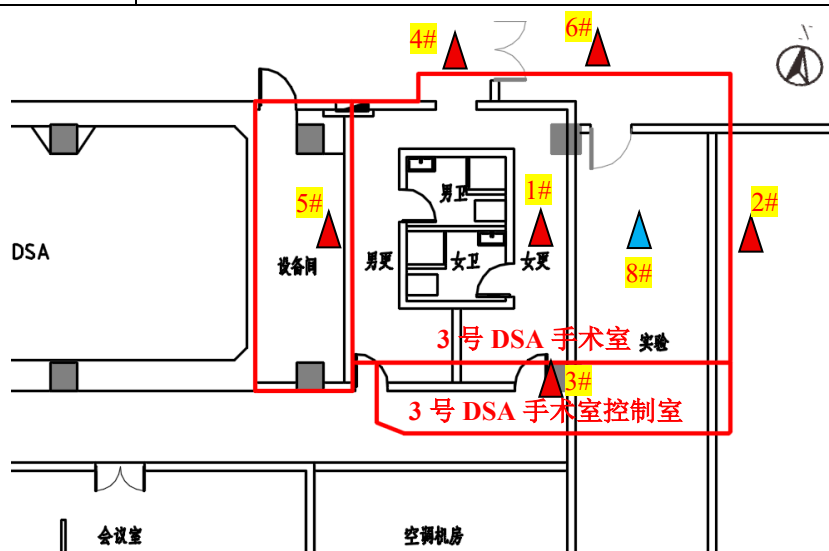 4#
6#
N
1#
2#
5#
8#
3#
男卫
女卫
男更
女更
DSA
设备间
3 号 DSA 手术室
实验
3 号 DSA 手术室控制室
会议室
空调机房